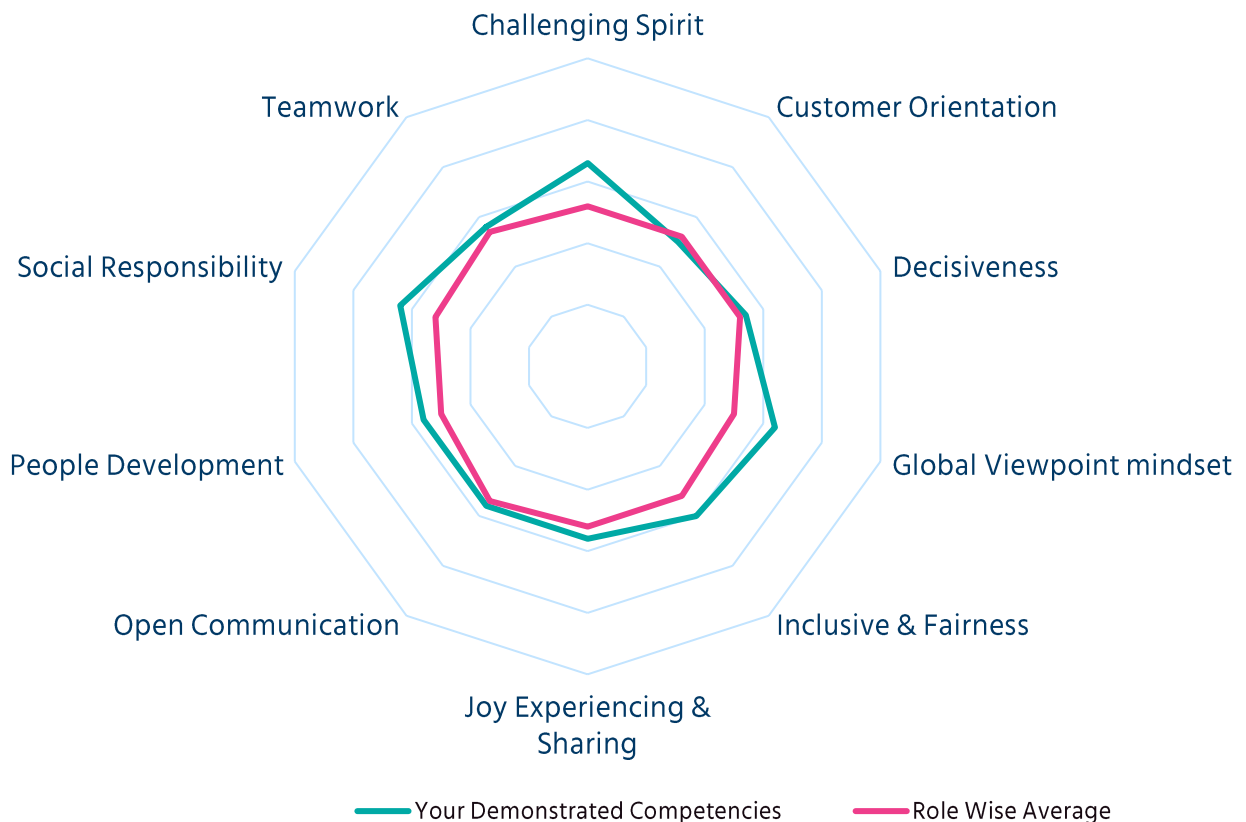 Challenging Spirit
Teamwork
Customer Orientation
Social Responsibility
Decisiveness
People Development
Global Viewpoint mindset
Open Communication
Inclusive & Fairness
Joy Experiencing &
Sharing
Your Demonstrated Competencies
Role Wise Average